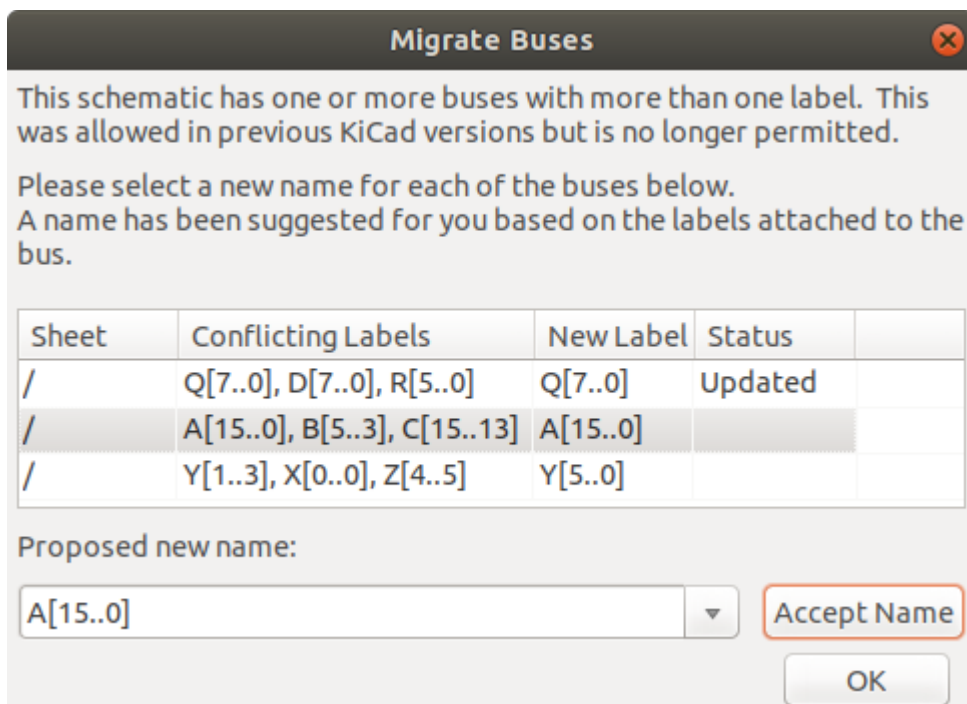 Migrate Buses
This schematic has one or more buses with more than one label.  This
was allowed in previous KiCad versions but is no longer permitted.
Please select a new name for each of the buses below.
A name has been suggested for you based on the labels attached to the
bus.
Sheet Conflicting Labels New Label Status
/ Q[7..0], D[7..0], R[5..0] Q[7..0] Updated
/ A[15..0], B[5..3], C[15..13] A[15..0]
/ Y[1..3], X[0..0], Z[4..5] Y[5..0]
Proposed new name:
A[15..0] Accept Name
OK